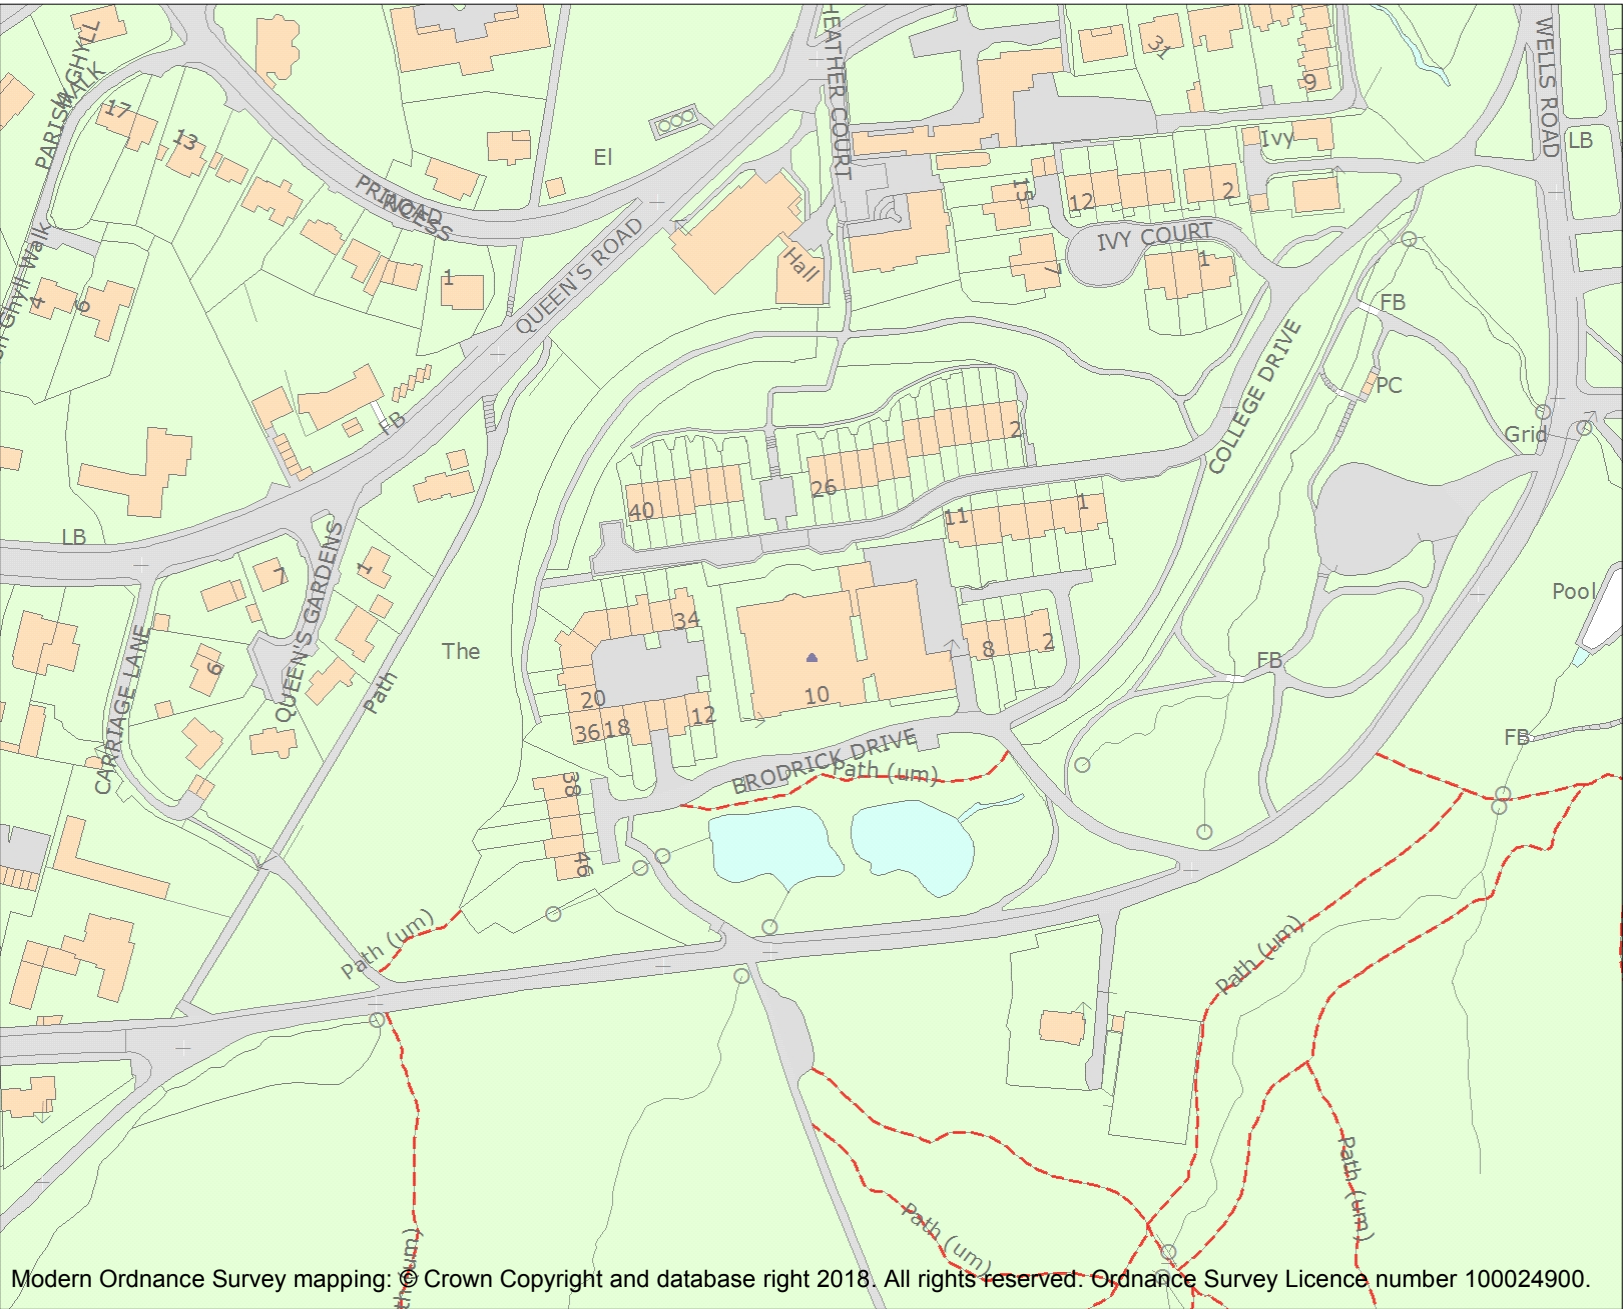 PARISH GHYLL
WALK
HEATHER COURT
WELLS ROAD
31
9
17
13
El
Ivy
LB
PRINCESS
ROAD
15
12
2
IVY COURT
Ghyll Walk
4
6
1
QUEEN'S ROAD
Hall
7
1
FB
COLLEGE DRIVE
PC
FB
2
Grid
40
26
11
1
LB
7
1
QUEEN'S GARDENS
Pool
34
The
8
2
CARRIAGE LANE
6
Path
FB
20
10
36
18
12
BRODRICK DRIVE
FB
Path (um)
38
46
Path (um)
Path (um)
Path (um)
Path (um)
Modern Ordnance Survey mapping: © Crown Copyright and database right 2018. All rights reserved. Ordnance Survey Licence number 100024900.